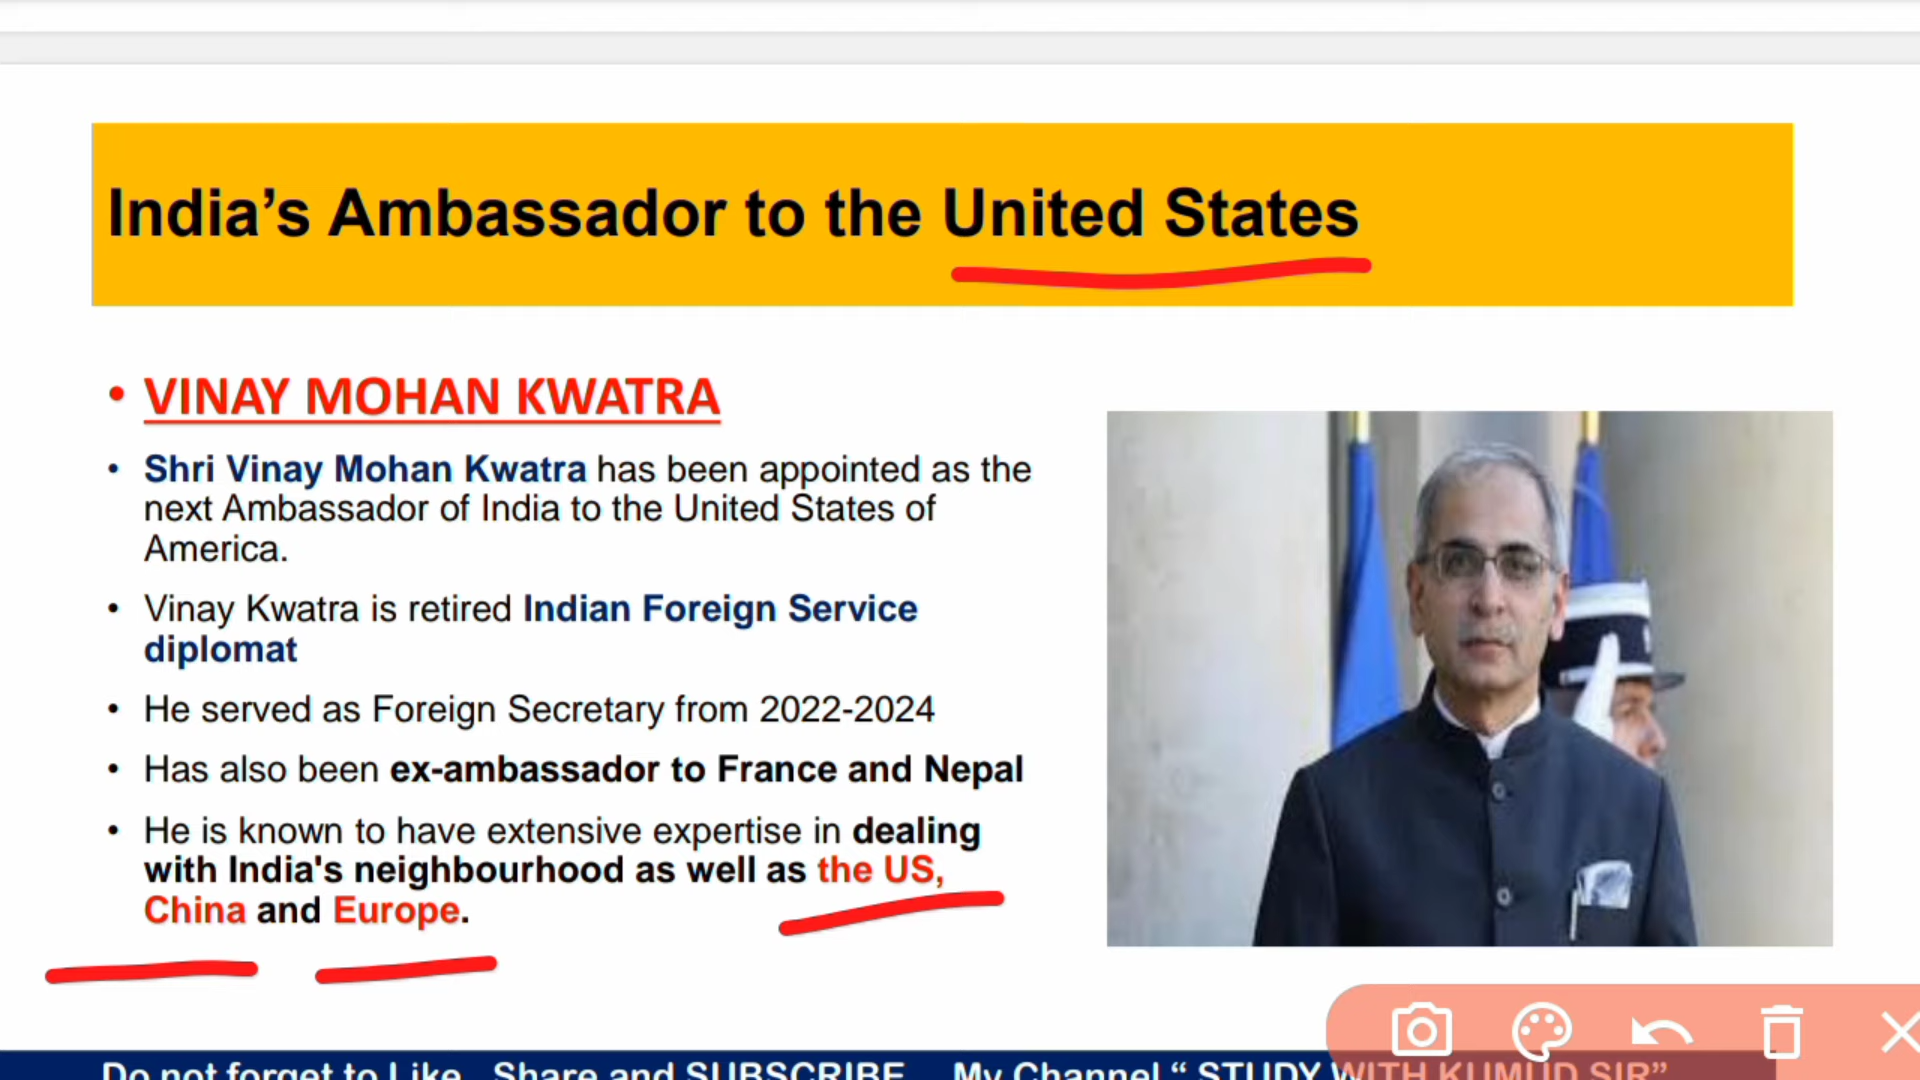 India’s Ambassador to the United States
• VINAY MOHAN KWATRA
• Shri Vinay Mohan Kwatra has been appointed as the
next Ambassador of India to the United States of
America.
• Vinay Kwatra is retired Indian Foreign Service
diplomat
• He served as Foreign Secretary from 2022-2024
• Has also been ex-ambassador to France and Nepal
• He is known to have extensive expertise in dealing
with India's neighbourhood as well as the US,
China and Europe.
Do not forget to Like, Share and SUBSCRIBE My Channel “ STUDY WITH KUMUD SIR”